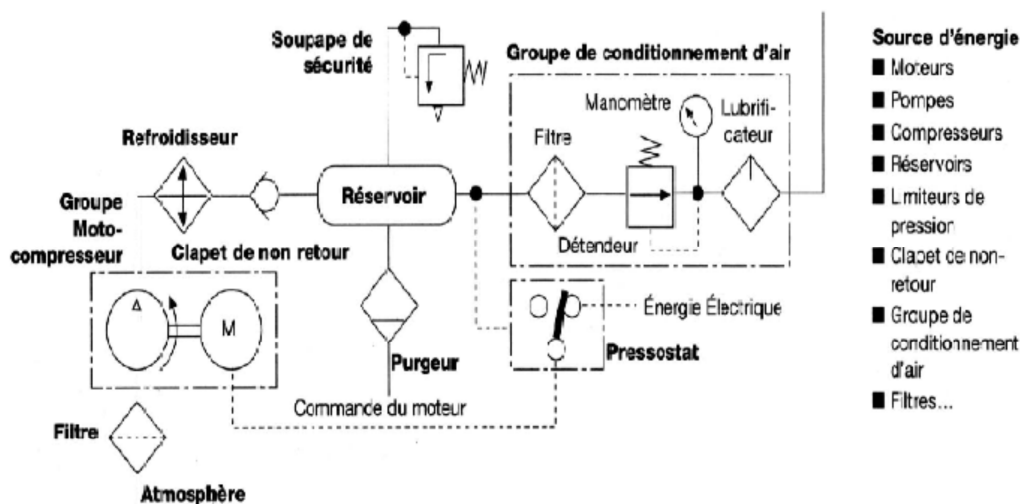 Soupape de
sécurité
Groupe de conditionnement d'air
Manomètre
Lubrifi-
cateur
Filtre
Refroidisseur
Réservoir
Groupe
Moto-
compresseur
Clapet de non retour
Détendeur
M
Énergie Électrique
Pressostat
Purgeur
Commande du moteur
Filtre
Atmosphère
Source d'énergie
■ Moteurs
■ Pompes
■ Compresseurs
■ Réservoirs
■ Limiteurs de
pression
■ Clapet de non-
retour
■ Groupe de
conditionnement
d'air
■ Filtres...